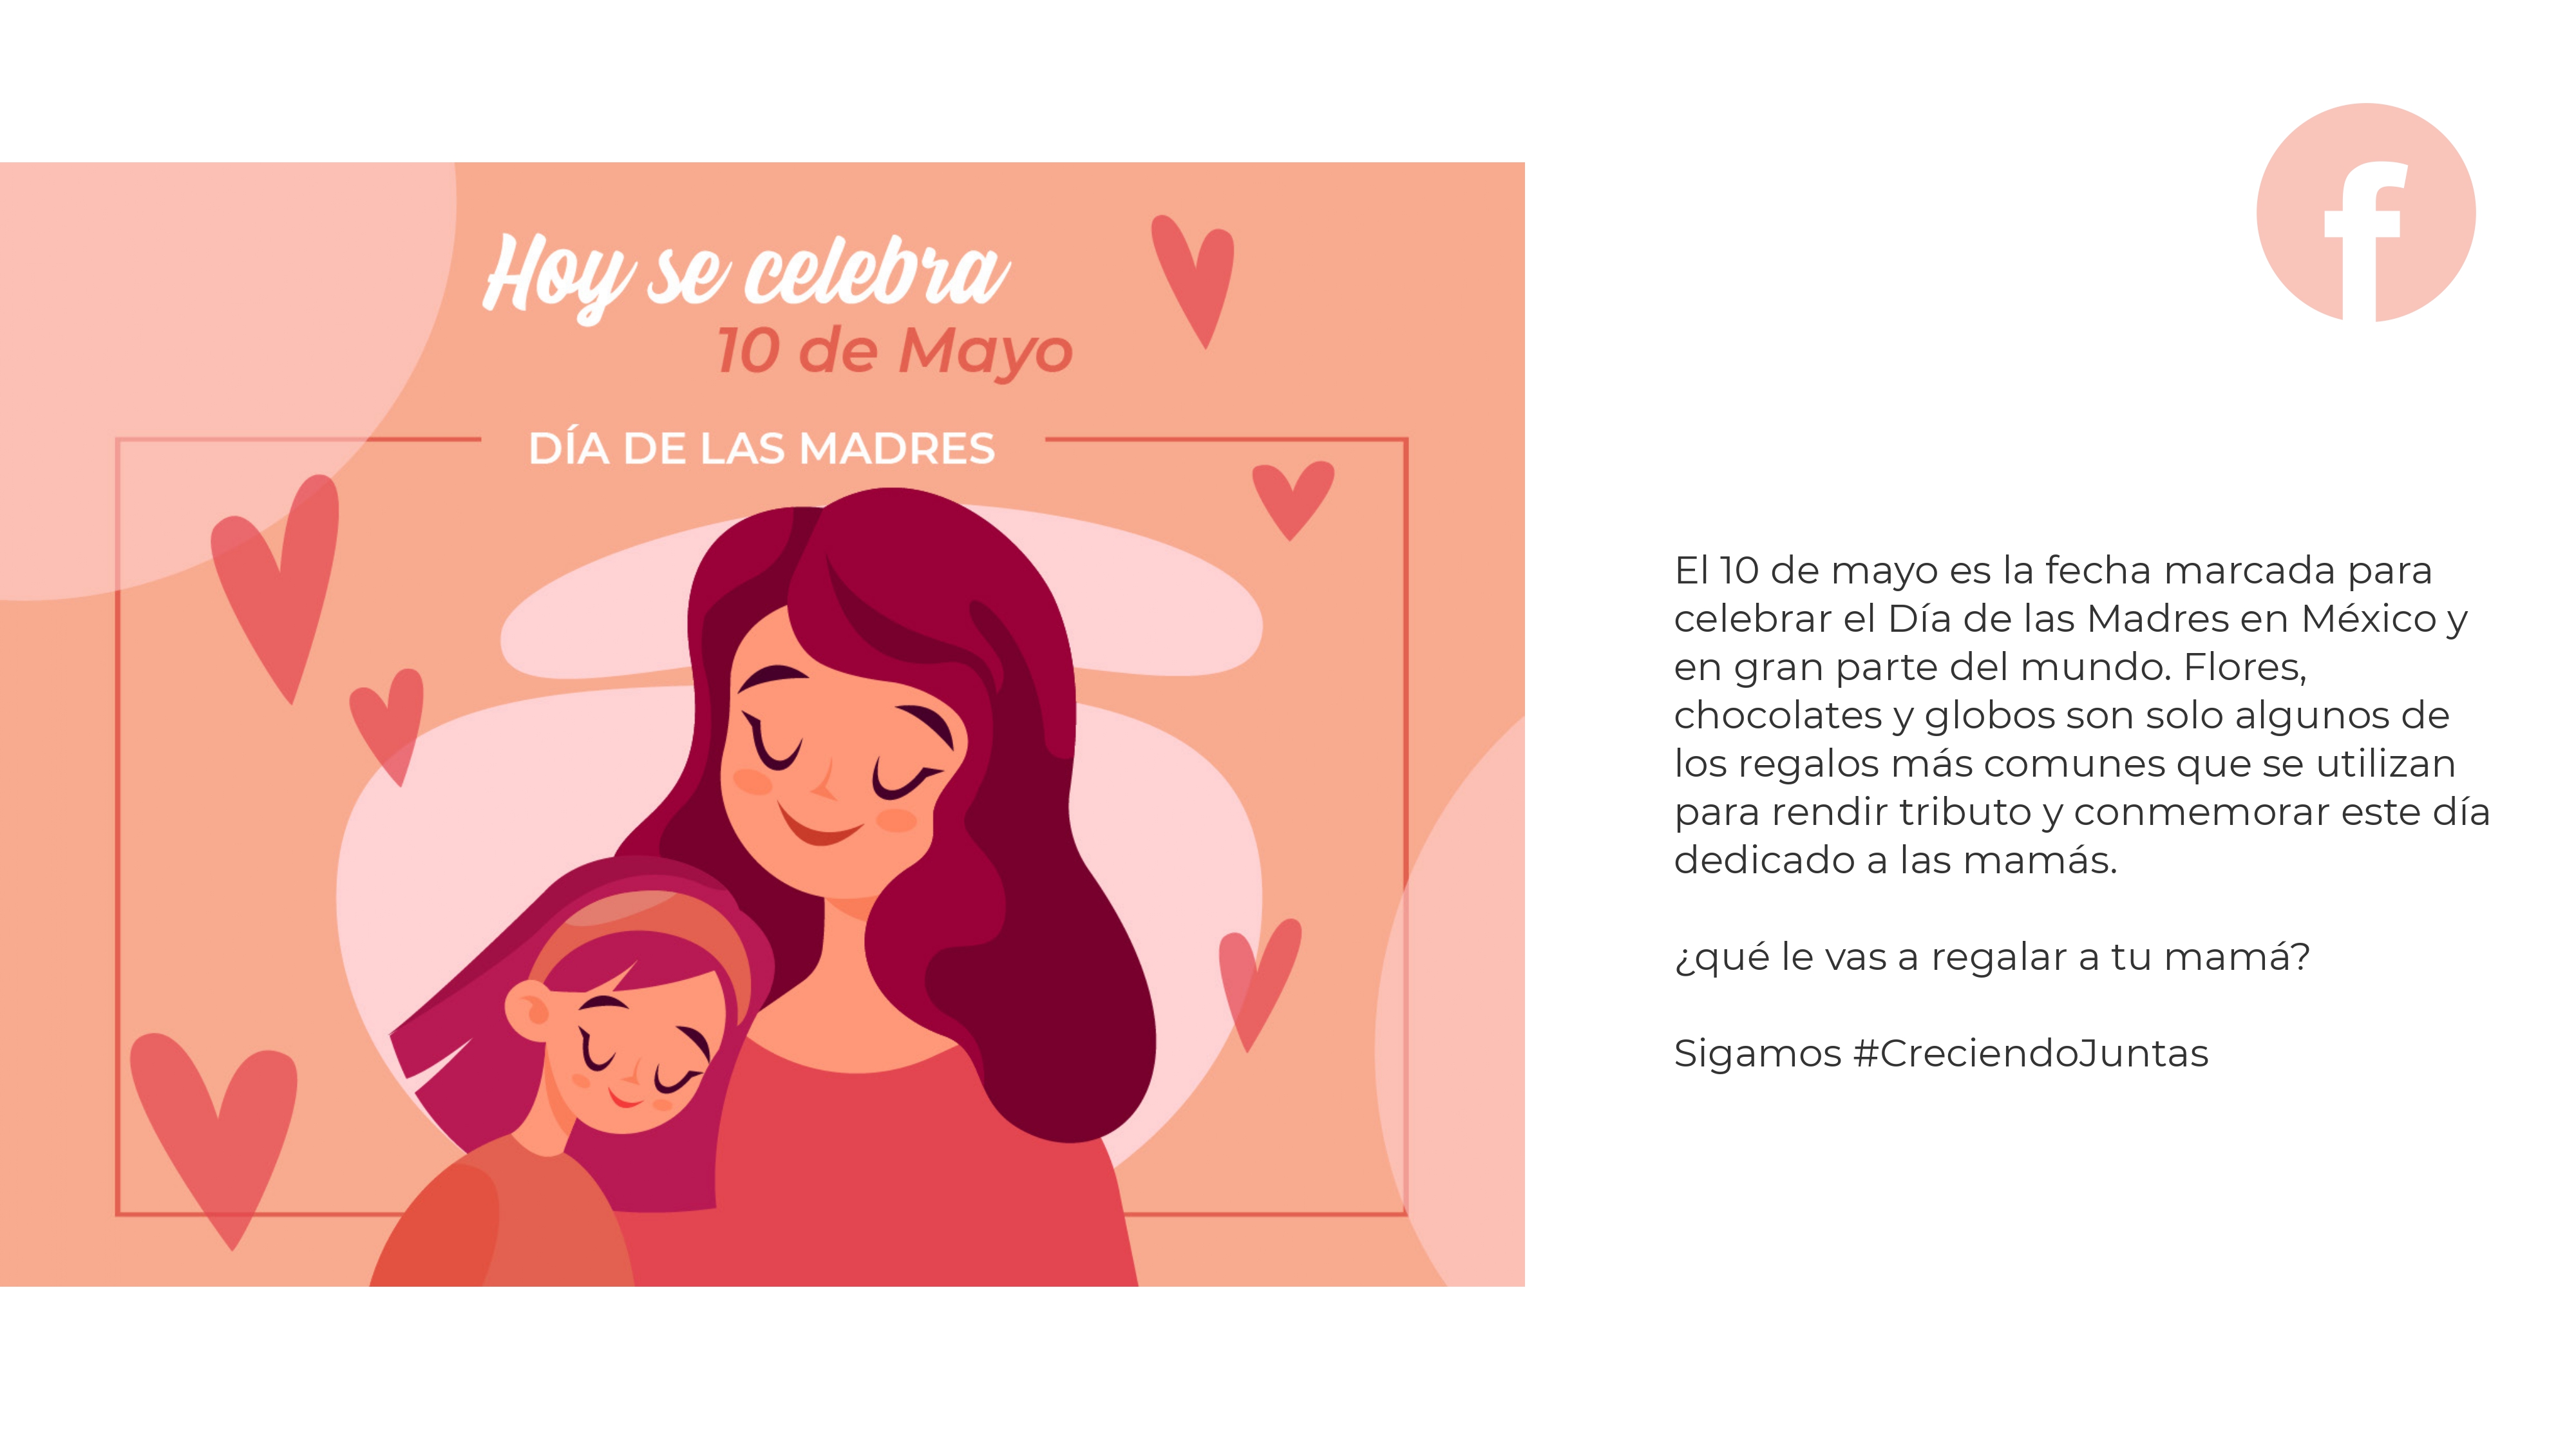 Hoy se celebra
10 de Mayo
DÍA DE LAS MADRES
f
El 10 de mayo es la fecha marcada para
celebrar el Día de las Madres en México y
en gran parte del mundo. Flores,
chocolates y globos son solo algunos de
los regalos más comunes que se utilizan
para rendir tributo y conmemorar este día
dedicado a las mamás.
¿qué le vas a regalar a tu mamá?
Sigamos #CreciendoJuntas